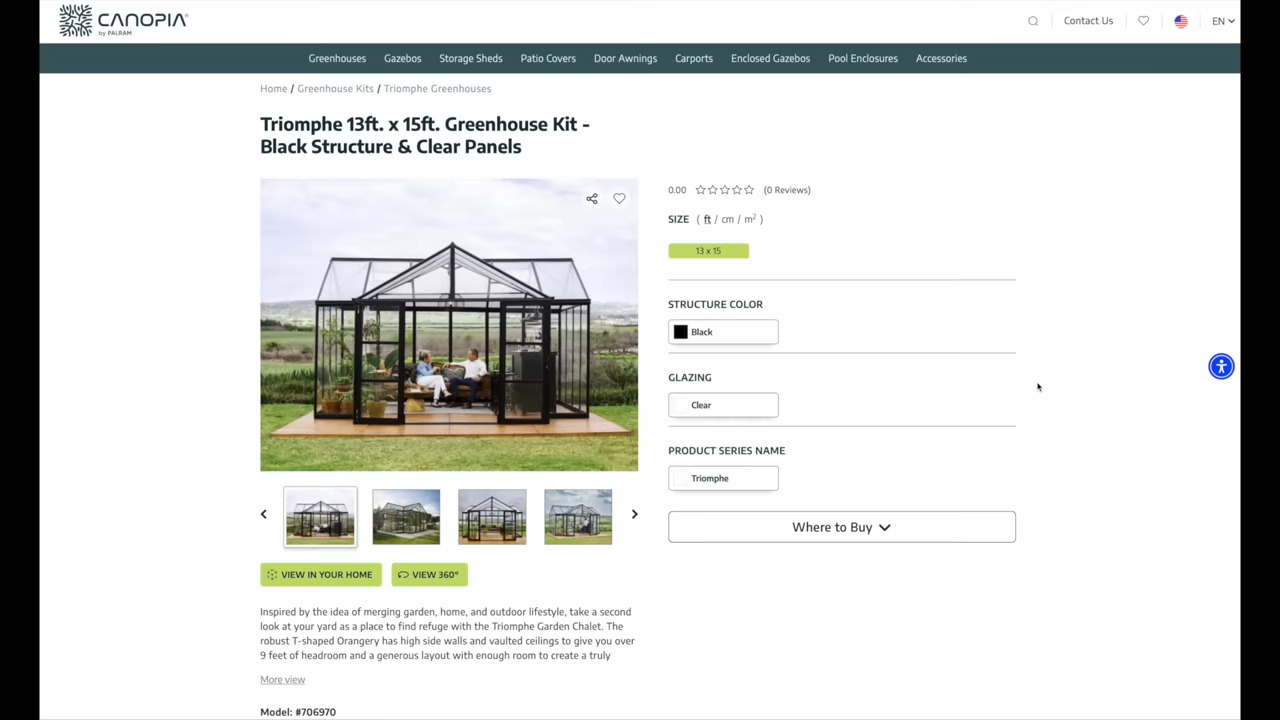 CANOPIA
by PALRAM
Contact Us
EN
Greenhouses Gazebos Storage Sheds Patio Covers Door Awnings Carports Enclosed Gazebos Pool Enclosures Accessories
Home / Greenhouse Kits / Triomphe Greenhouses
Triomphe 13ft. x 15ft. Greenhouse Kit -
Black Structure & Clear Panels
0.00 (0 Reviews)
SIZE ( ft / cm / m² )
13 x 15
STRUCTURE COLOR
Black
GLAZING
Clear
PRODUCT SERIES NAME
Triomphe
Where to Buy
VIEW IN YOUR HOME
VIEW 360°
Inspired by the idea of merging garden, home, and outdoor lifestyle, take a second
look at your yard as a place to find refuge with the Triomphe Garden Chalet. The
robust T-shaped Orangery has high side walls and vaulted ceilings to give you over
9 feet of headroom and a generous layout with enough room to create a truly
More view
Model: #706970